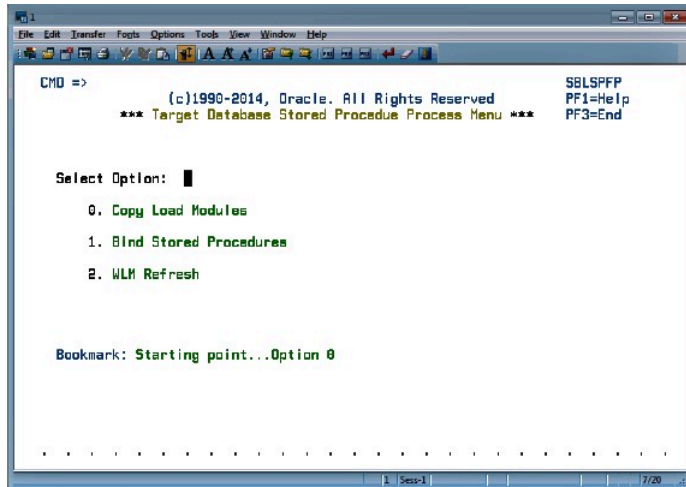 1
File Edit Transfer Fonts Options Tools View Window Help
CMD => SBLSPFP
(c)1990-2014, Oracle. All Rights Reserved PF1=Help
*** Target Database Stored Procedue Process Menu *** PF3=End
Select Option:
0. Copy Load Modules
1. Bind Stored Procedures
2. WLM Refresh
Bookmark: Starting point...Option 0
1 Sess-1 7/20